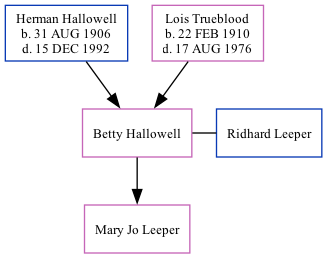 Herman Hallowell
b. 31 AUG 1906
d. 15 DEC 1992
Lois Trueblood
b. 22 FEB 1910
d. 17 AUG 1976
Betty Hallowell
Ridhard Leeper
Mary Jo Leeper